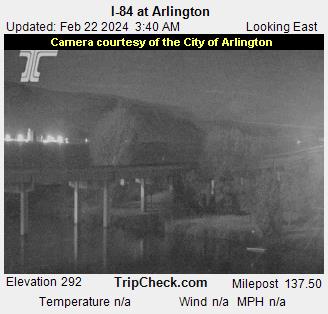 I-84 at Arlington
Updated: Feb 22 2024 3:40 AM Looking East
Camera courtesy of the City of Arlington
Elevation 292 TripCheck.com Milepost 137.50
Temperature n/a Wind n/a MPH n/a